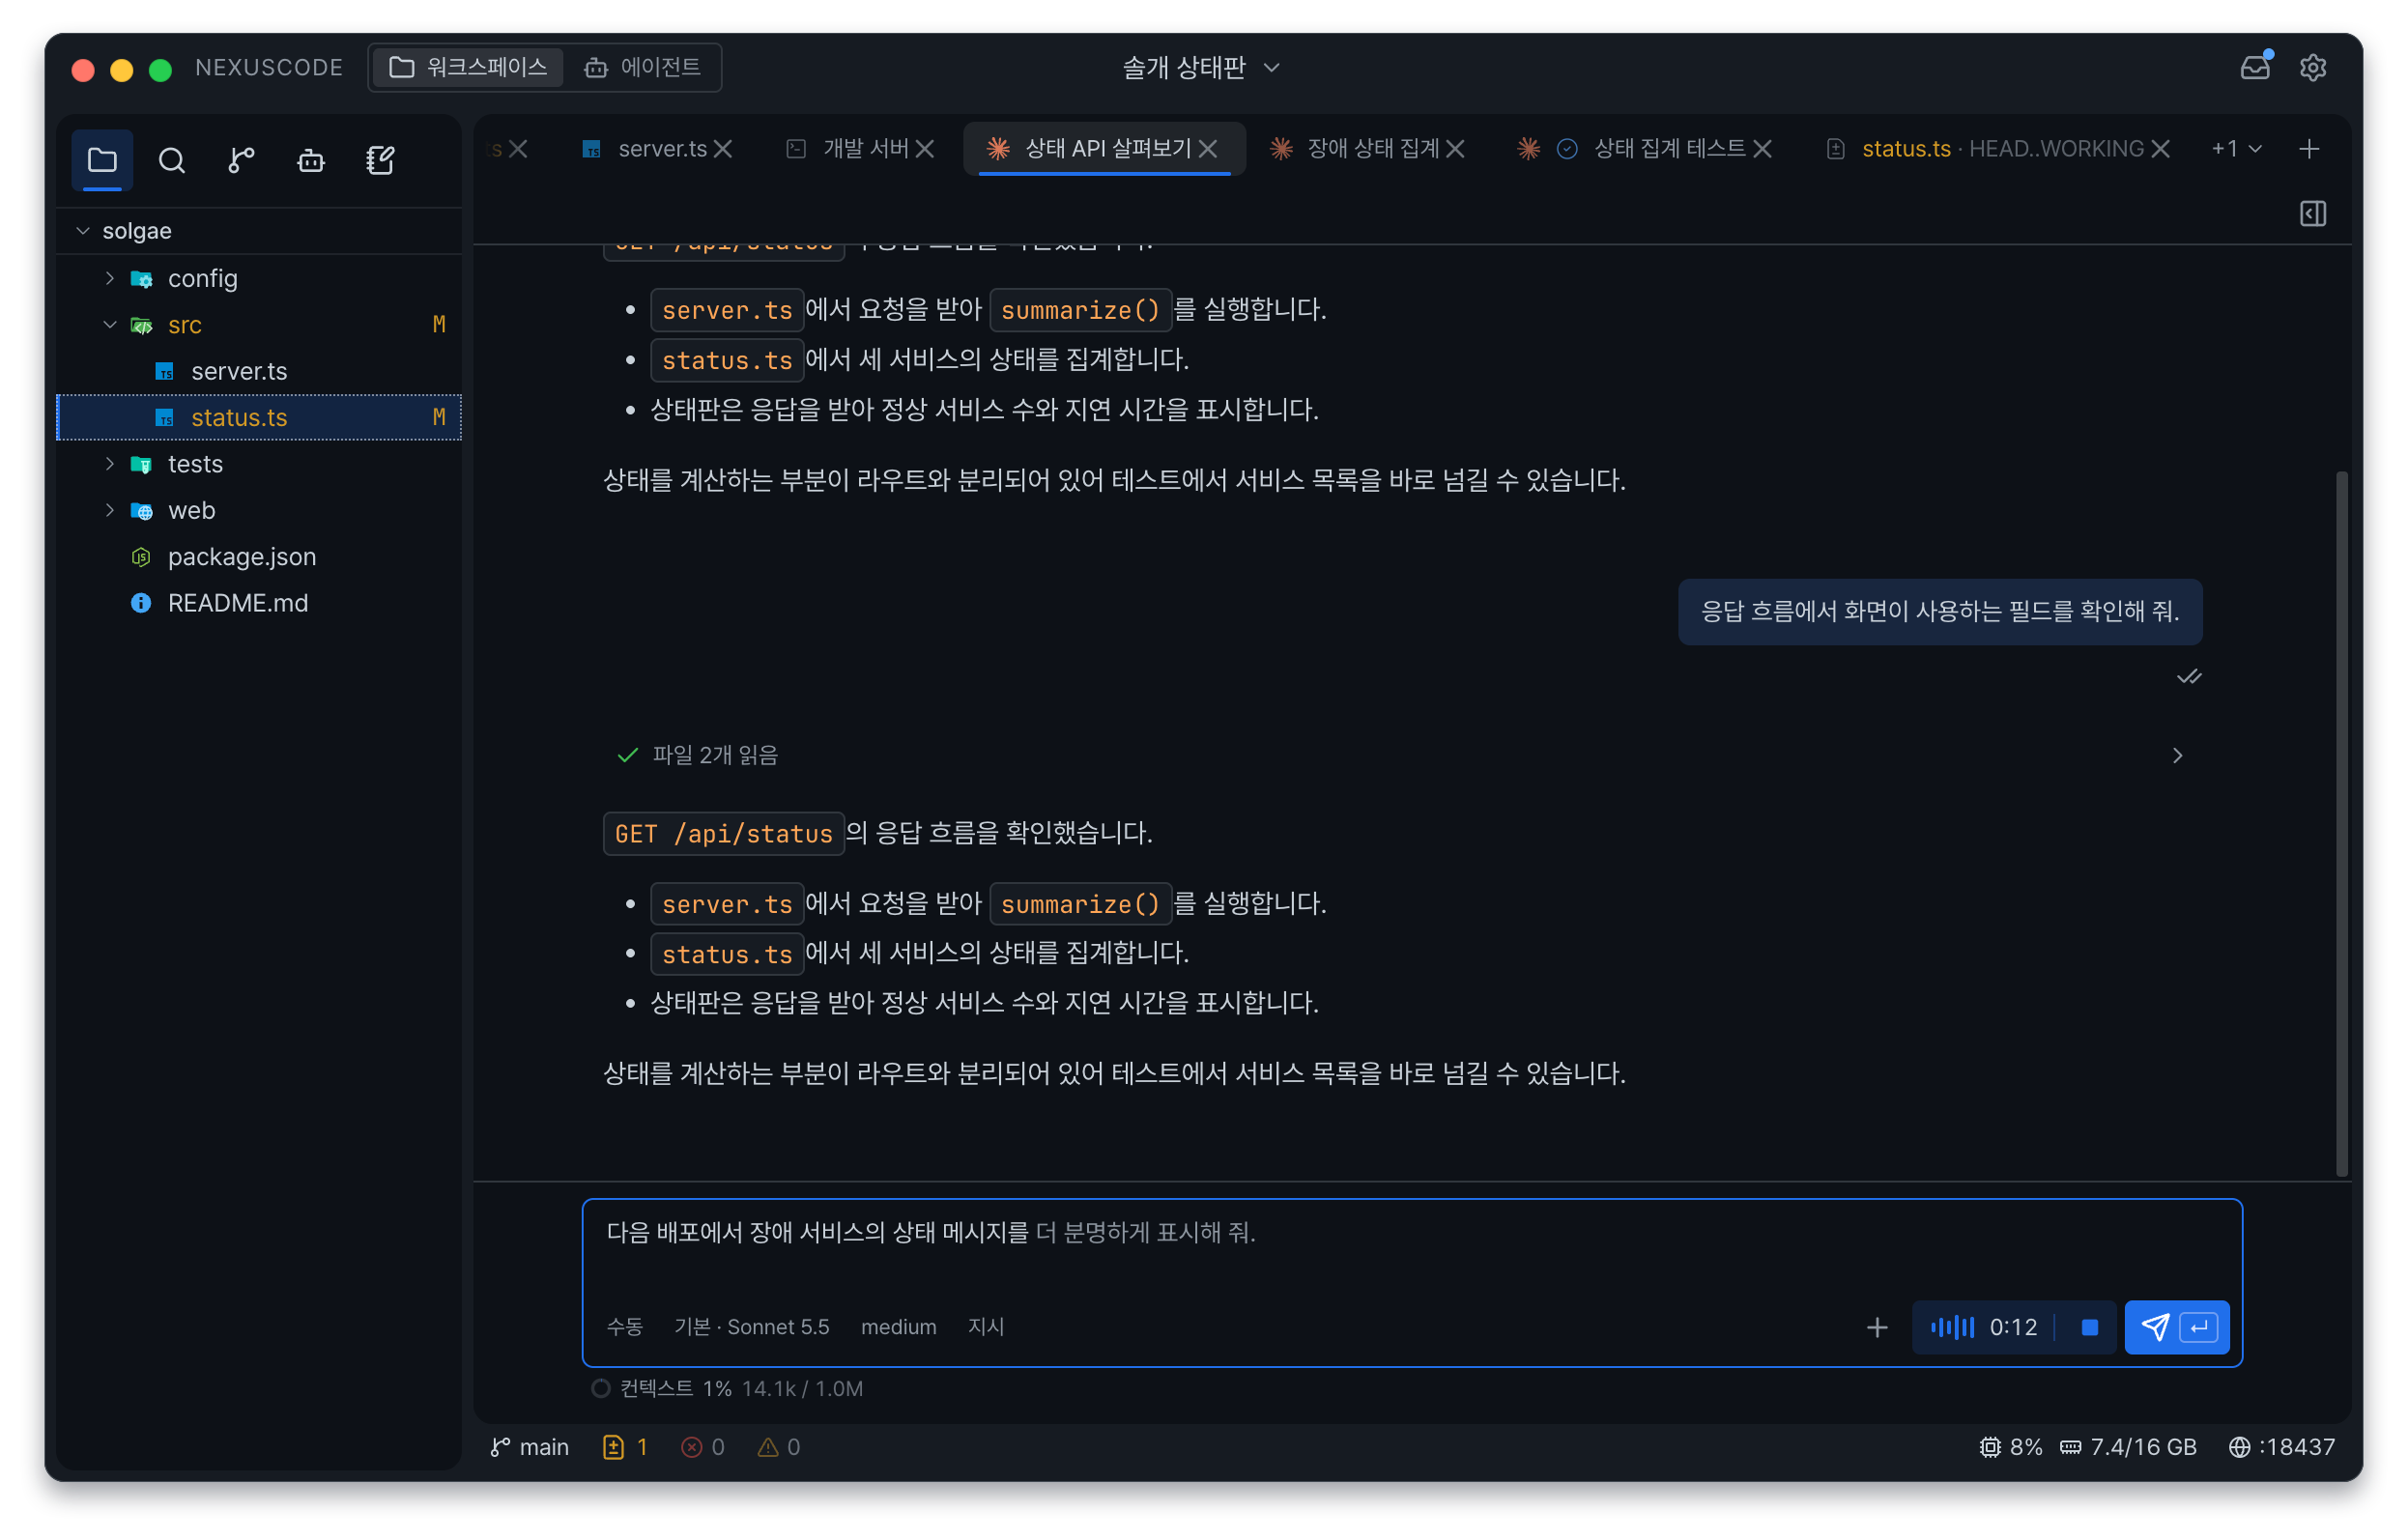 NEXUSCODE
워크스페이스
에이전트
솔개 상태판
ts
server.ts
개발 서버
상태 API 살펴보기
장애 상태 집계
상태 집계 테스트
status.ts · HEAD..WORKING
+1
solgae
config
src M
server.ts
status.ts M
tests
web
package.json
README.md
GET /api/status
server.ts에서 요청을 받아 summarize()를 실행합니다.
status.ts에서 세 서비스의 상태를 집계합니다.
상태판은 응답을 받아 정상 서비스 수와 지연 시간을 표시합니다.
상태를 계산하는 부분이 라우트와 분리되어 있어 테스트에서 서비스 목록을 바로 넘길 수 있습니다.
응답 흐름에서 화면이 사용하는 필드를 확인해 줘.
파일 2개 읽음
GET /api/status의 응답 흐름을 확인했습니다.
server.ts에서 요청을 받아 summarize()를 실행합니다.
status.ts에서 세 서비스의 상태를 집계합니다.
상태판은 응답을 받아 정상 서비스 수와 지연 시간을 표시합니다.
상태를 계산하는 부분이 라우트와 분리되어 있어 테스트에서 서비스 목록을 바로 넘길 수 있습니다.
다음 배포에서 장애 서비스의 상태 메시지를 더 분명하게 표시해 줘.
수동 기본 · Sonnet 5.5 medium 지시
0:12
컨텍스트 1% 14.1k / 1.0M
main 1 0 0
8% 7.4/16 GB :18437